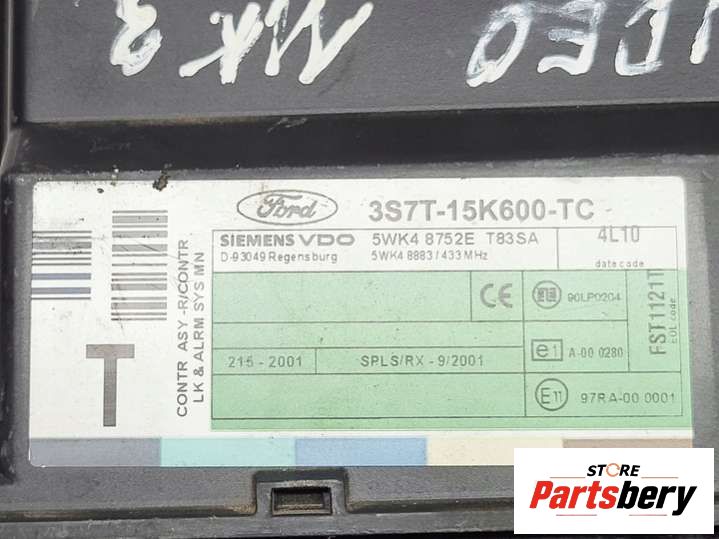 MK3
Ford
3S7T-15K600-TC
SIEMENS VDO 5WK4 8752E T83SA 4L10
D-93049 Regensburg 5WK4 8883/433MHz date code
CONTR ASY -R/CONTR
LK & ALRM SYS MN
T
CE
90LP0204
FST1121T
EOL code
215-2001 SPLS/RX - 9/2001
e1 A-00 0280
E11 97RA-00 0001
STORE
Partsbery